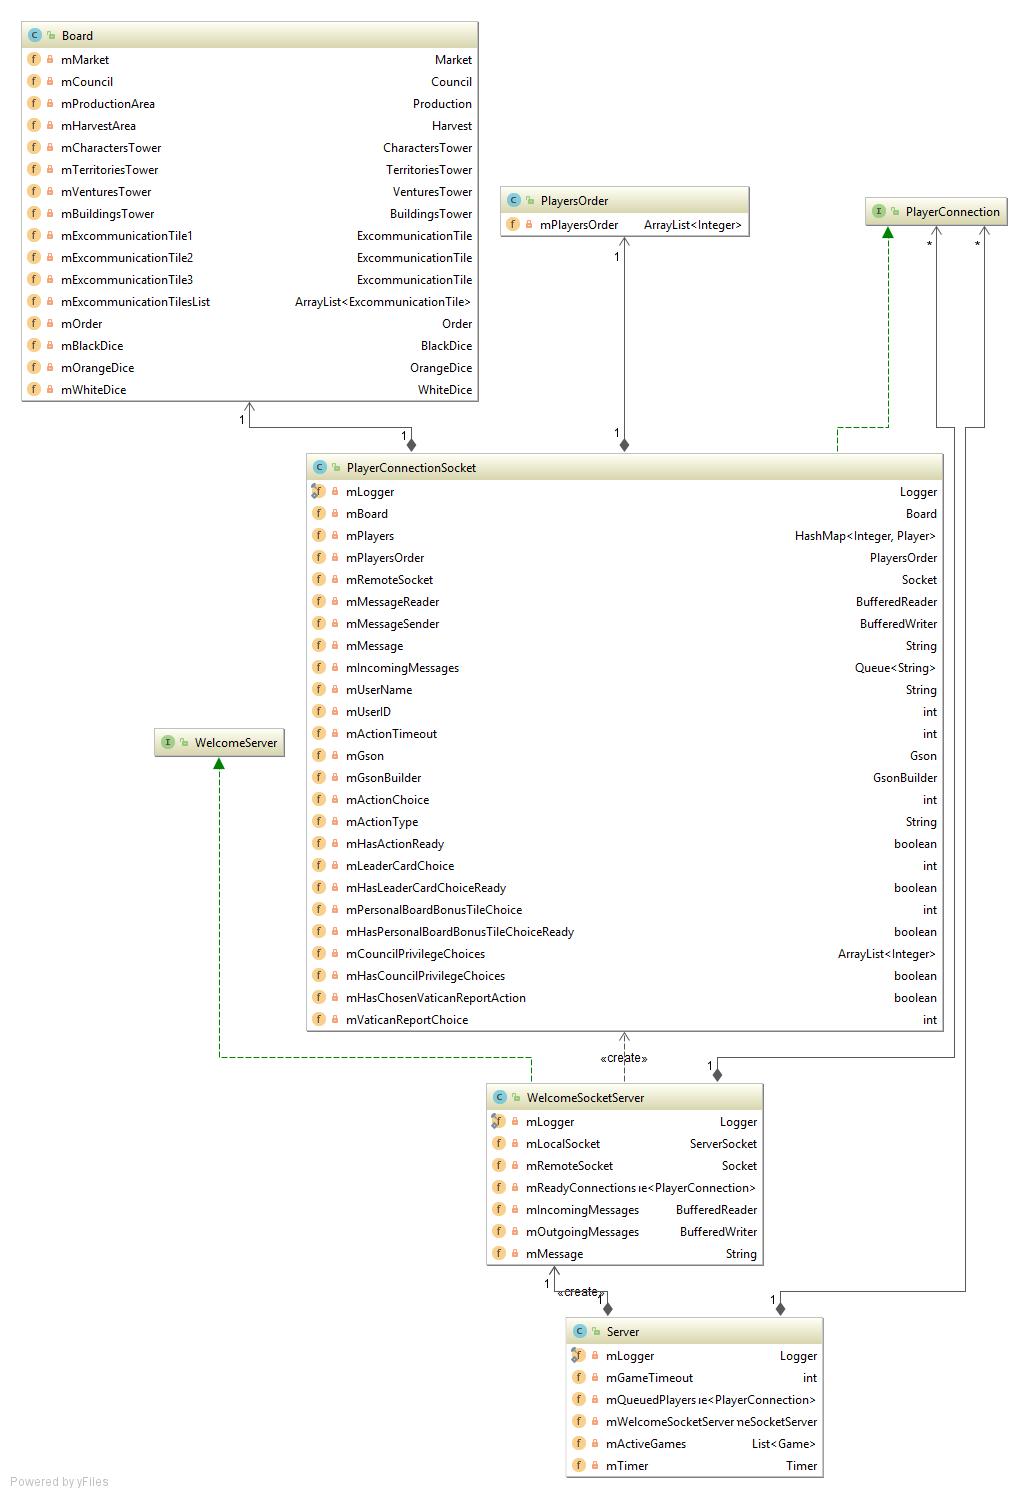 Board
mMarket Market
mCouncil Council
mProductionArea Production
mHarvestArea Harvest
mCharactersTower CharactersTower
mTerritoriesTower TerritoriesTower
mVenturesTower VenturesTower
mBuildingsTower BuildingsTower
mExcommunicationTile1 ExcommunicationTile
mExcommunicationTile2 ExcommunicationTile
mExcommunicationTile3 ExcommunicationTile
mExcommunicationTilesList ArrayList<ExcommunicationTile>
mOrder Order
mBlackDice BlackDice
mOrangeDice OrangeDice
mWhiteDice WhiteDice
PlayersOrder
mPlayersOrder ArrayList<Integer>
PlayerConnection
* *
1
1
1
1
PlayerConnectionSocket
mLogger Logger
mBoard Board
mPlayers HashMap<Integer, Player>
mPlayersOrder PlayersOrder
mRemoteSocket Socket
mMessageReader BufferedReader
mMessageSender BufferedWriter
mMessage String
mIncomingMessages Queue<String>
mUserName String
mUserID int
mActionTimeout int
mGson Gson
mGsonBuilder GsonBuilder
mActionChoice int
mActionType String
mHasActionReady boolean
mLeaderCardChoice int
mHasLeaderCardChoiceReady boolean
mPersonalBoardBonusTileChoice int
mHasPersonalBoardBonusTileChoiceReady boolean
mCouncilPrivilegeChoices ArrayList<Integer>
mHasCouncilPrivilegeChoices boolean
mHasChosenVaticanReportAction boolean
mVaticanReportChoice int
WelcomeServer
«create»
1
WelcomeSocketServer
mLogger Logger
mLocalSocket ServerSocket
mRemoteSocket Socket
mReadyConnections ue<PlayerConnection>
mIncomingMessages BufferedReader
mOutgoingMessages BufferedWriter
mMessage String
1
«create»
1
1
Server
mLogger Logger
mGameTimeout int
mQueuedPlayers ue<PlayerConnection>
mWelcomeSocketServer meSocketServer
mActiveGames List<Game>
mTimer Timer
Powered by yFiles